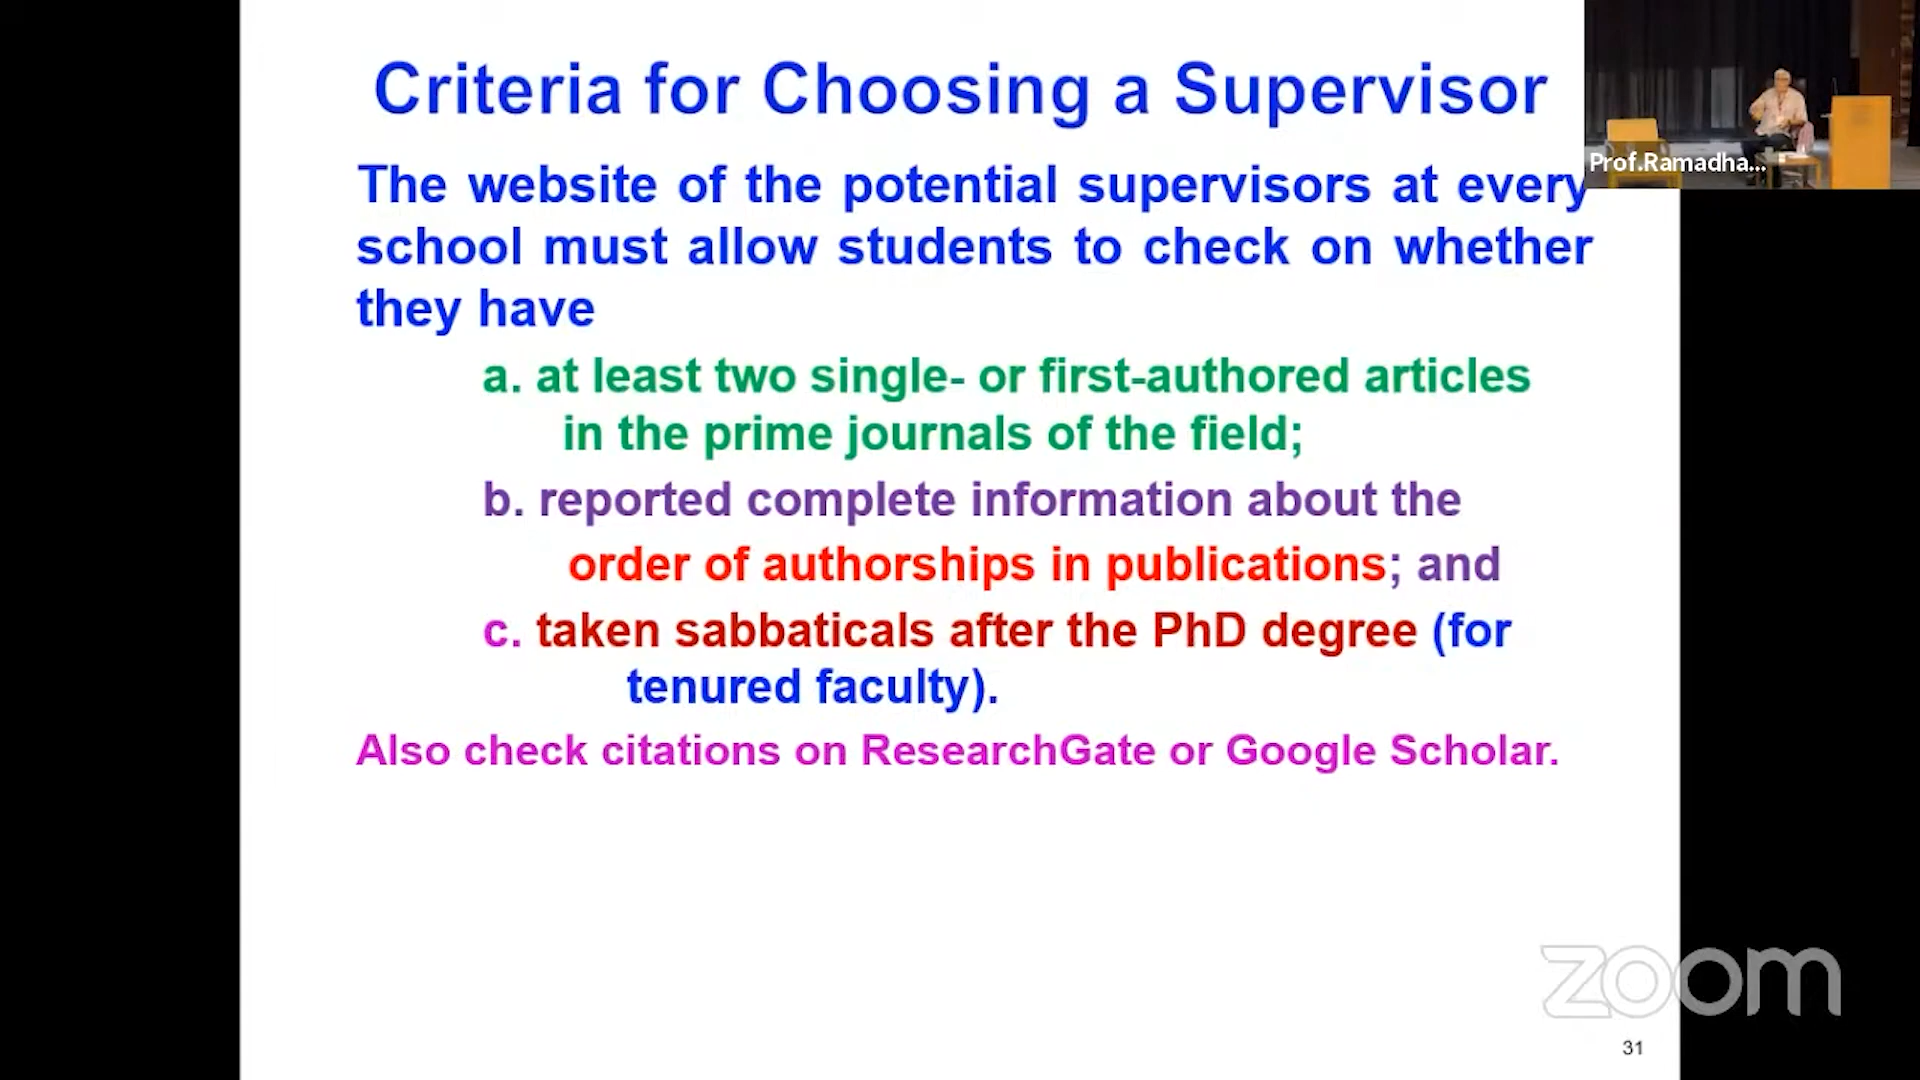 Criteria for Choosing a Supervisor
The website of the potential supervisors at every
school must allow students to check on whether
they have
a. at least two single- or first-authored articles
in the prime journals of the field;
b. reported complete information about the
order of authorships in publications; and
c. taken sabbaticals after the PhD degree (for
tenured faculty).
Also check citations on ResearchGate or Google Scholar.
Prof.Ramadha...
zoom
31